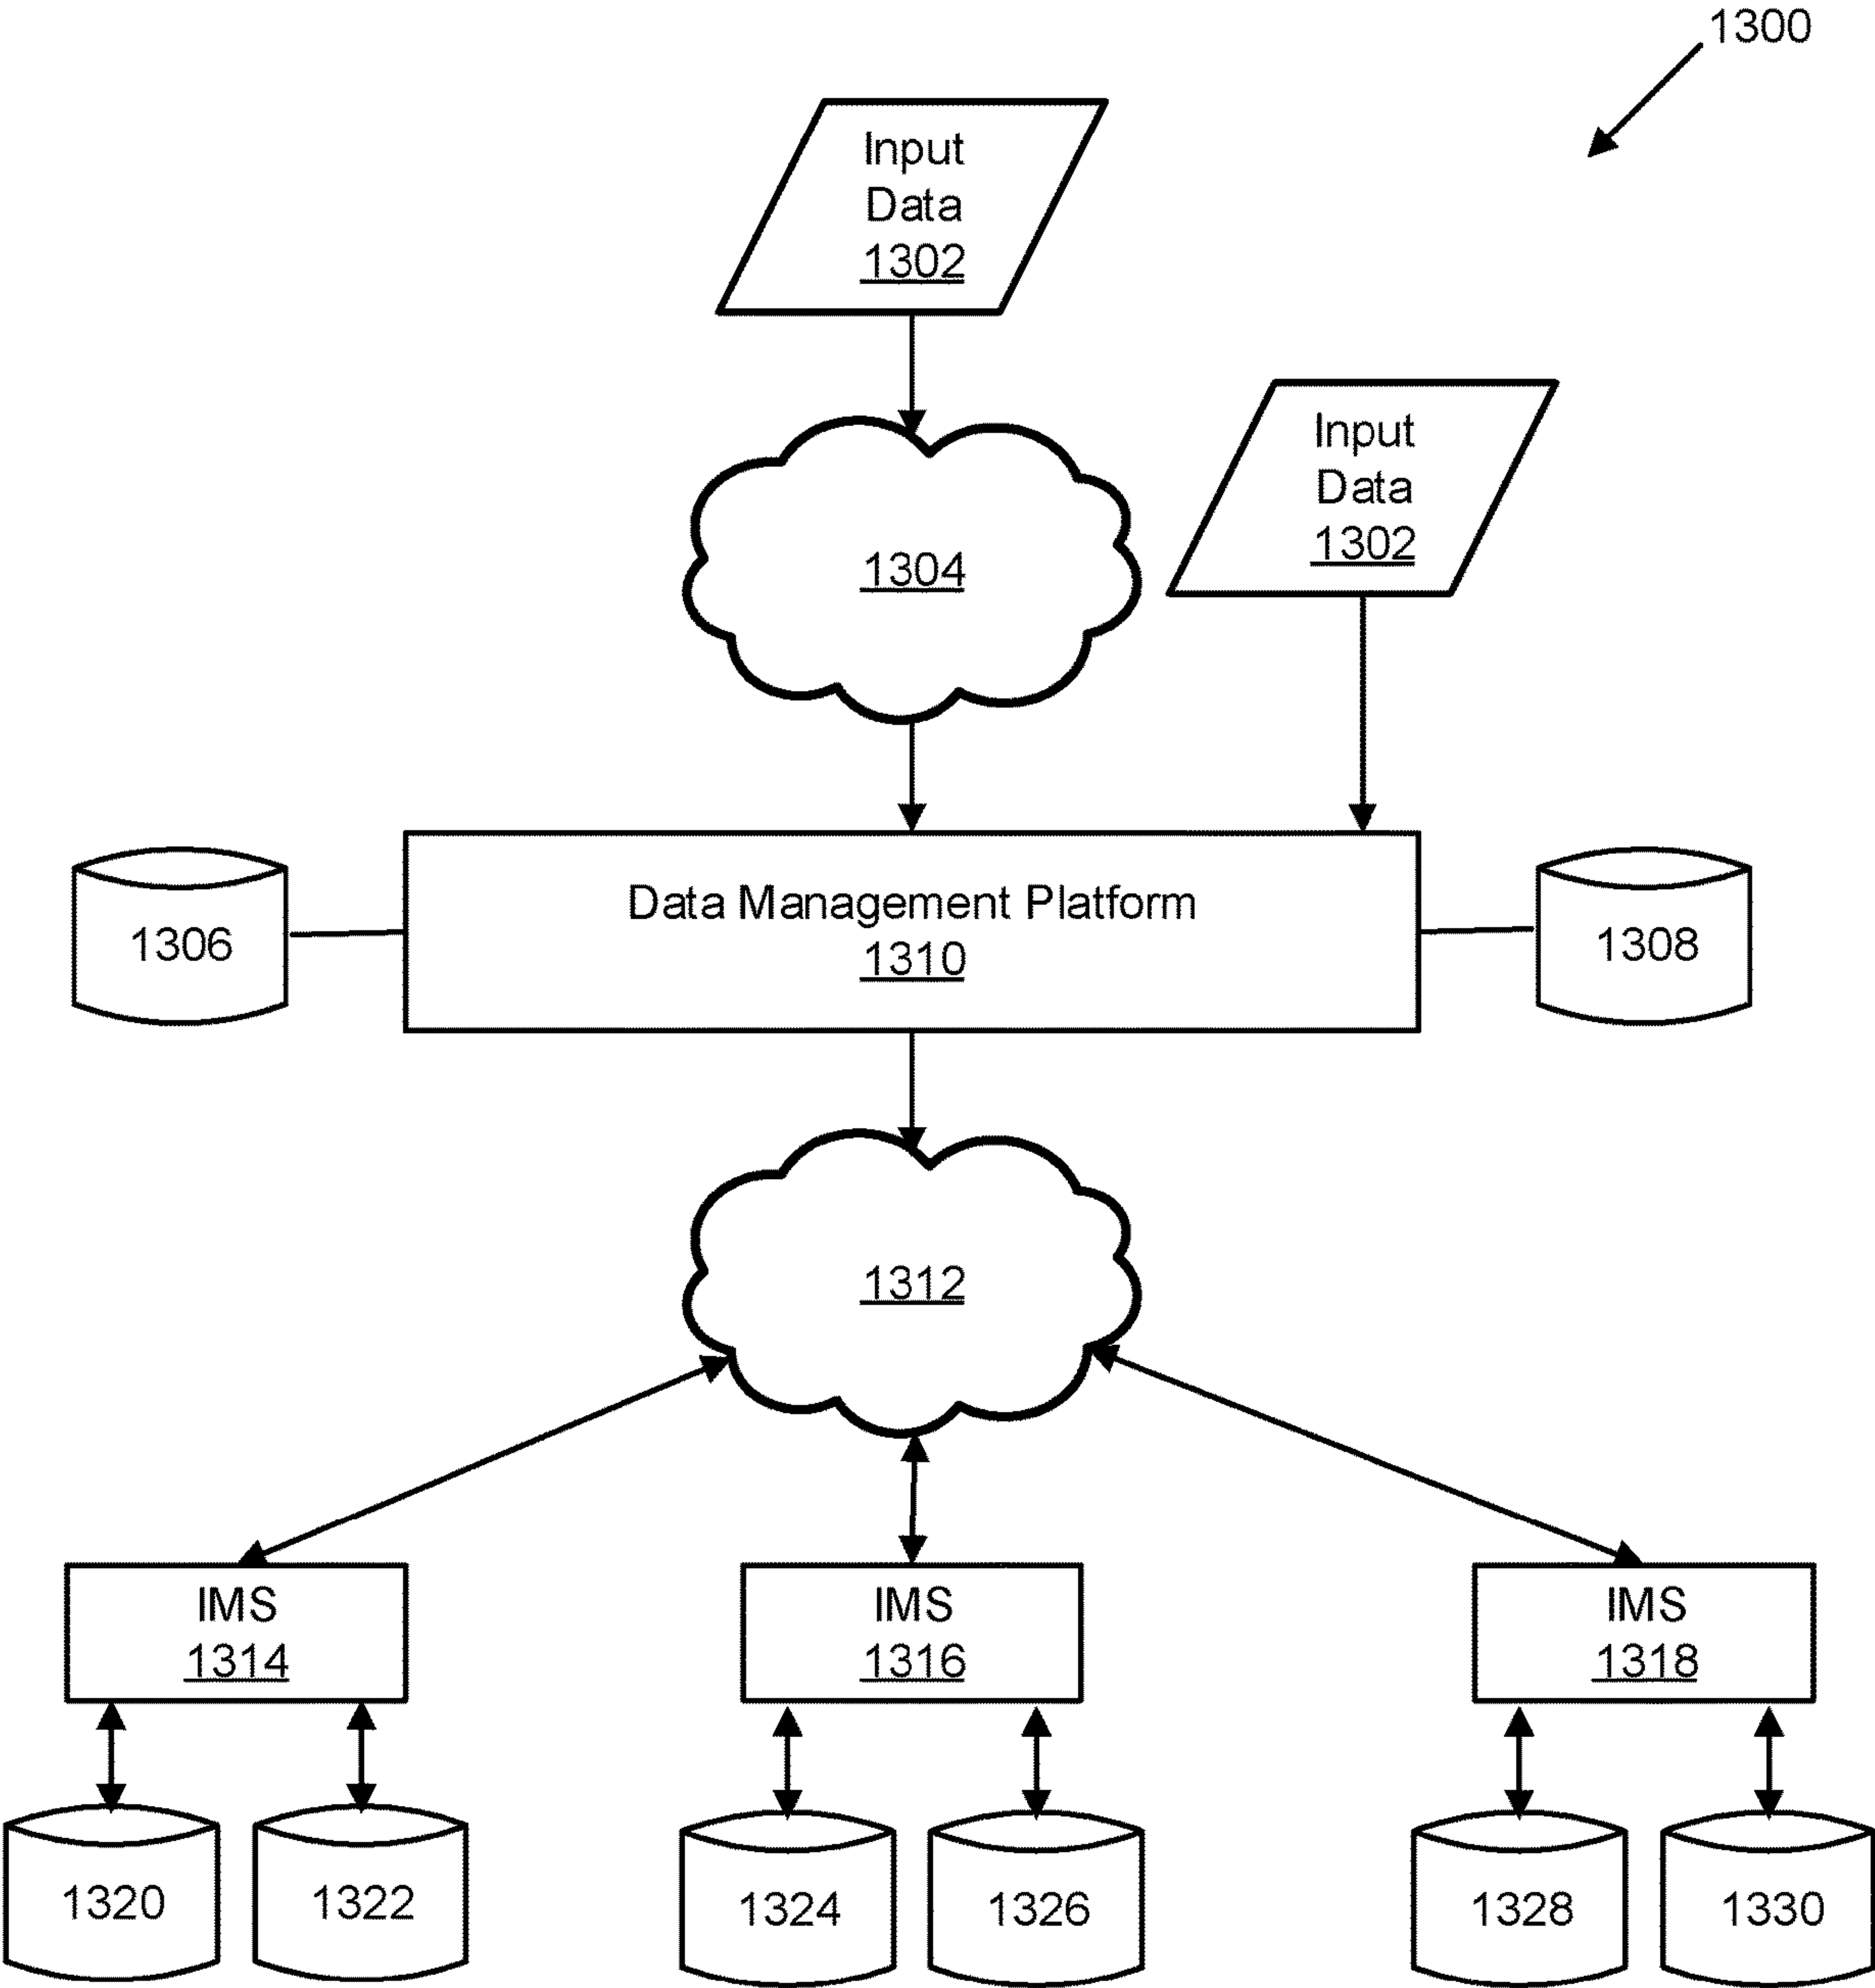 1300
Input
Data
1302
Input
Data
1302
1304
1306
Data Management Platform
1310
1308
1312
IMS
1314
IMS
1316
IMS
1318
1320
1322
1324
1326
1328
1330